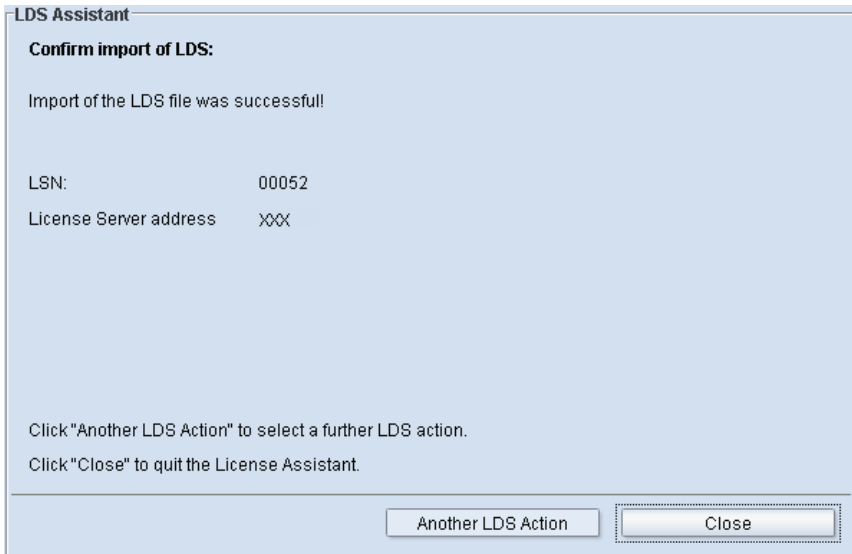 LDS Assistant
Confirm import of LDS:
Import of the LDS file was successful!
LSN: 00052
License Server address XXX
Click "Another LDS Action" to select a further LDS action.
Click "Close" to quit the License Assistant.
Another LDS Action Close